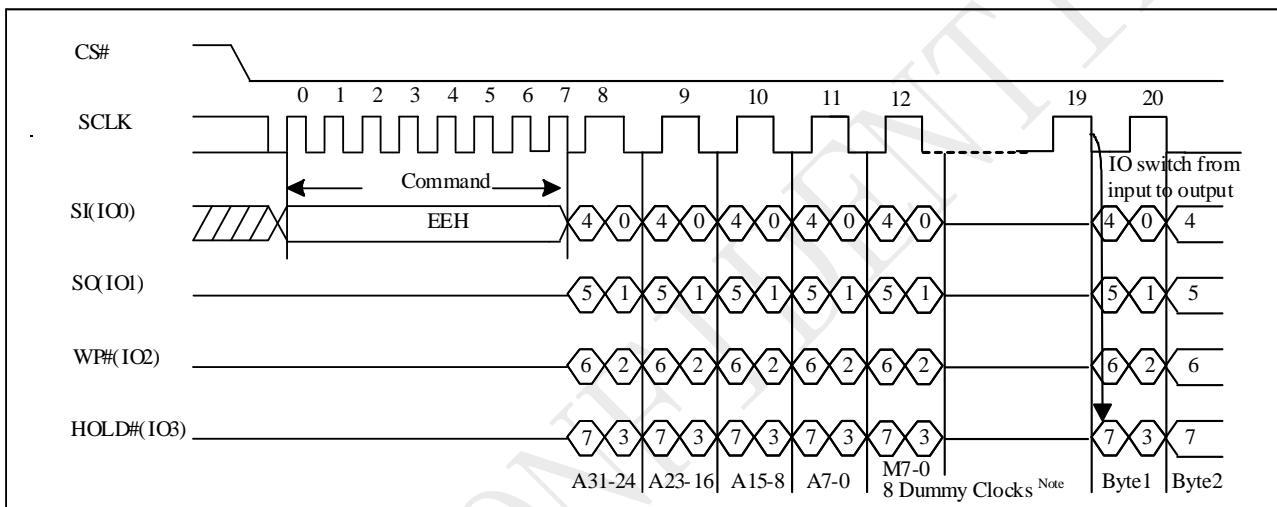 CS#
0 1 2 3 4 5 6 7 8 9 10 11 12 19 20
SCLK
IO switch from
input to output
Command
SI(IO0)
EEH
4 0 4 0 4 0 4 0 4 0 4 0 4
SO(IO1)
5 1 5 1 5 1 5 1 5 1 5 1 5
WP#(IO2)
6 2 6 2 6 2 6 2 6 2 6 2 6
HOLD#(IO3)
7 3 7 3 7 3 7 3 7 3 7 3 7
A31-24 A23-16 A15-8 A7-0 M7-0 Byte1 Byte2
8 Dummy Clocks Note